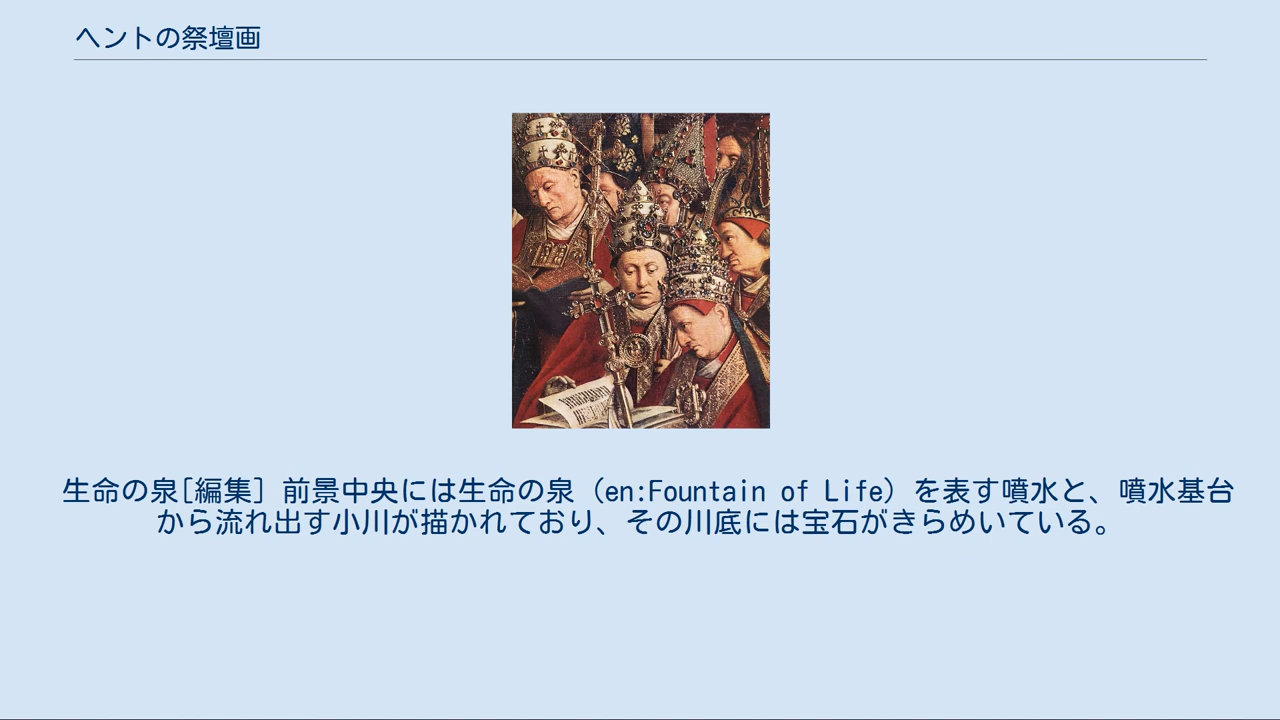 ヘントの祭壇画
生命の泉[編集] 前景中央には生命の泉（en:Fountain of Life）を表す噴水と、噴水基台
から流れ出す小川が描かれており、その川底には宝石がきらめいている。